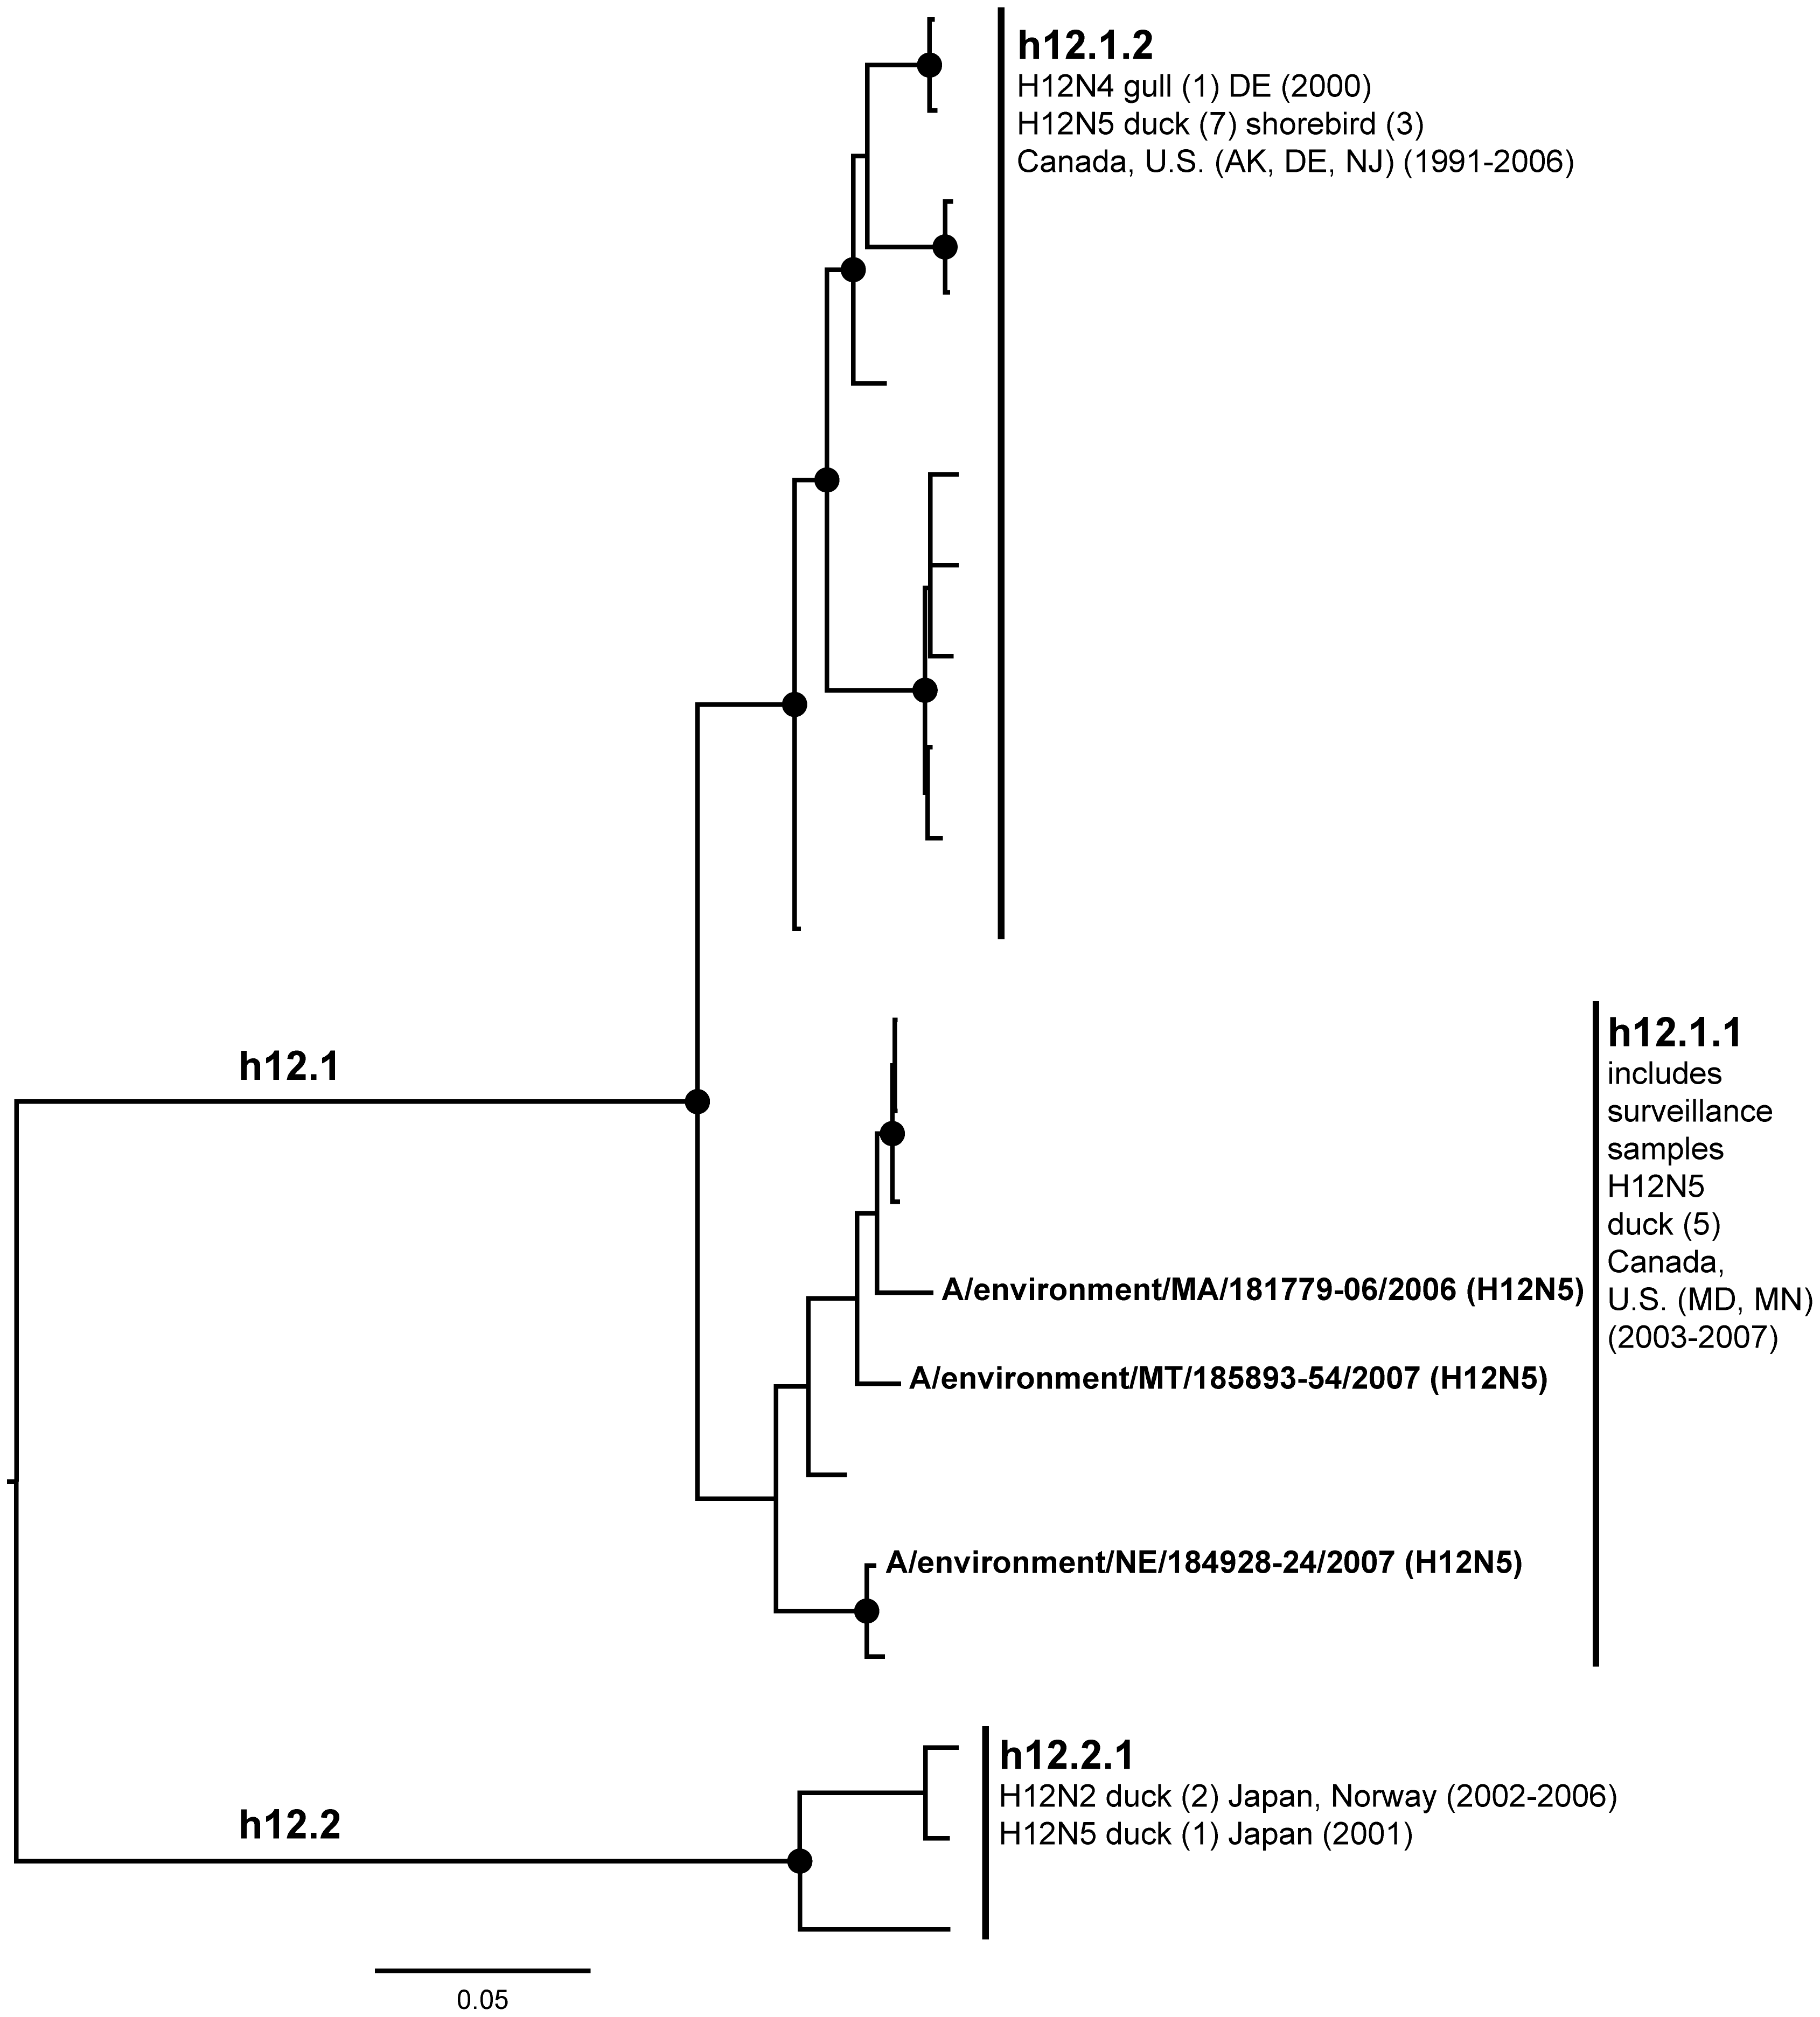 h12.1.2
H12N4 gull (1) DE (2000)
H12N5 duck (7) shorebird (3)
Canada, U.S. (AK, DE, NJ) (1991-2006)
h12.1
h12.1.1
includes
surveillance
samples
H12N5
duck (5)
Canada,
U.S. (MD, MN)
(2003-2007)
A/environment/MA/181779-06/2006 (H12N5)
A/environment/MT/185893-54/2007 (H12N5)
A/environment/NE/184928-24/2007 (H12N5)
h12.2.1
H12N2 duck (2) Japan, Norway (2002-2006)
H12N5 duck (1) Japan (2001)
h12.2
0.05